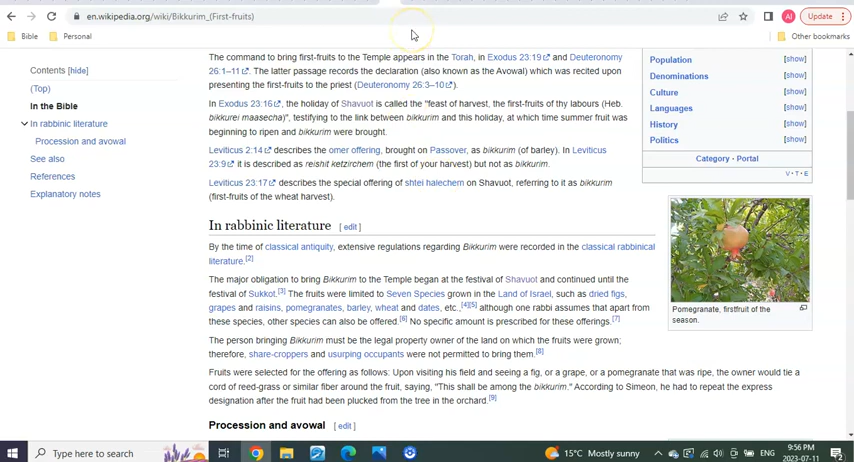 en.wikipedia.org/wiki/Bikkurim_(First-fruits)
AI
Update
Bible
Personal
Other bookmarks
Contents [hide]
(Top)
In the Bible
In rabbinic literature
Procession and avowal
See also
References
Explanatory notes
The command to bring first-fruits to the Temple appears in the Torah, in Exodus 23:19 and Deuteronomy
26:1–11. The latter passage records the declaration (also known as the Avowal) which was recited upon
presenting the first-fruits to the priest (Deuteronomy 26:3–10).
In Exodus 23:16, the holiday of Shavuot is called the "feast of harvest, the first-fruits of thy labours (Heb.
bikkurei maasecha)", testifying to the link between bikkurim and this holiday, at which time summer fruit was
beginning to ripen and bikkurim were brought.
Leviticus 2:14 describes the omer offering, brought on Passover, as bikkurim (of barley). In Leviticus
23:9 it is described as reishit ketzirchem (the first of your harvest) but not as bikkurim.
Leviticus 23:17 describes the special offering of shtei halechem on Shavuot, referring to it as bikkurim
(first-fruits of the wheat harvest).
In rabbinic literature [ edit ]
By the time of classical antiquity, extensive regulations regarding Bikkurim were recorded in the classical rabbinical
literature.[2]
The major obligation to bring Bikkurim to the Temple began at the festival of Shavuot and continued until the
festival of Sukkot.[3] The fruits were limited to Seven Species grown in the Land of Israel, such as dried figs,
grapes and raisins, pomegranates, barley, wheat and dates, etc.,[4][5] although one rabbi assumes that apart from
these species, other species can also be offered.[6] No specific amount is prescribed for these offerings.[7]
The person bringing Bikkurim must be the legal property owner of the land on which the fruits were grown;
therefore, share-croppers and usurping occupants were not permitted to bring them.[8]
Fruits were selected for the offering as follows: Upon visiting his field and seeing a fig, or a grape, or a pomegranate that was ripe, the owner would tie a
cord of reed-grass or similar fiber around the fruit, saying, "This shall be among the bikkurim." According to Simeon, he had to repeat the express
designation after the fruit had been plucked from the tree in the orchard.[9]
Procession and avowal [ edit ]
Population [show]
Denominations [show]
Culture [show]
Languages [show]
History [show]
Politics [show]
Category · Portal
V · T · E
Pomegranate, firstfruit of the
season.
Type here to search
15°C Mostly sunny
ENG
9:56 PM
2023-07-11
2